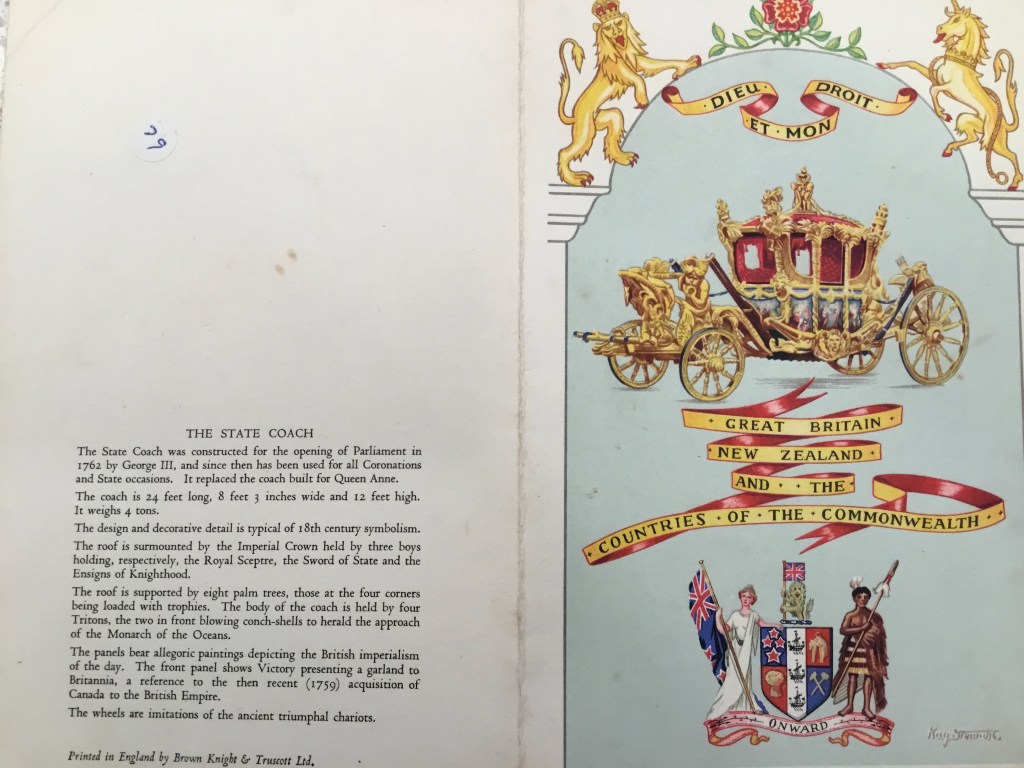 29
THE STATE COACH
The State Coach was constructed for the opening of Parliament in
1762 by George III, and since then has been used for all Coronations
and State occasions. It replaced the coach built for Queen Anne.
The coach is 24 feet long, 8 feet 3 inches wide and 12 feet high.
It weighs 4 tons.
The design and decorative detail is typical of 18th century symbolism.
The roof is surmounted by the Imperial Crown held by three boys
holding, respectively, the Royal Sceptre, the Sword of State and the
Ensigns of Knighthood.
The roof is supported by eight palm trees, those at the four corners
being loaded with trophies. The body of the coach is held by four
Tritons, the two in front blowing conch-shells to herald the approach
of the Monarch of the Oceans.
The panels bear allegoric paintings depicting the British imperialism
of the day. The front panel shows Victory presenting a garland to
Britannia, a reference to the then recent (1759) acquisition of
Canada to the British Empire.
The wheels are imitations of the ancient triumphal chariots.
Printed in England by Brown Knight & Truscott Ltd.
DIEU·
ET·MON
DROIT·
·GREAT BRITAIN
·NEW ZEALAND·
AND··THE·
COUNTRIES·OF·THE·COMMONWEALTH·
ONWARD